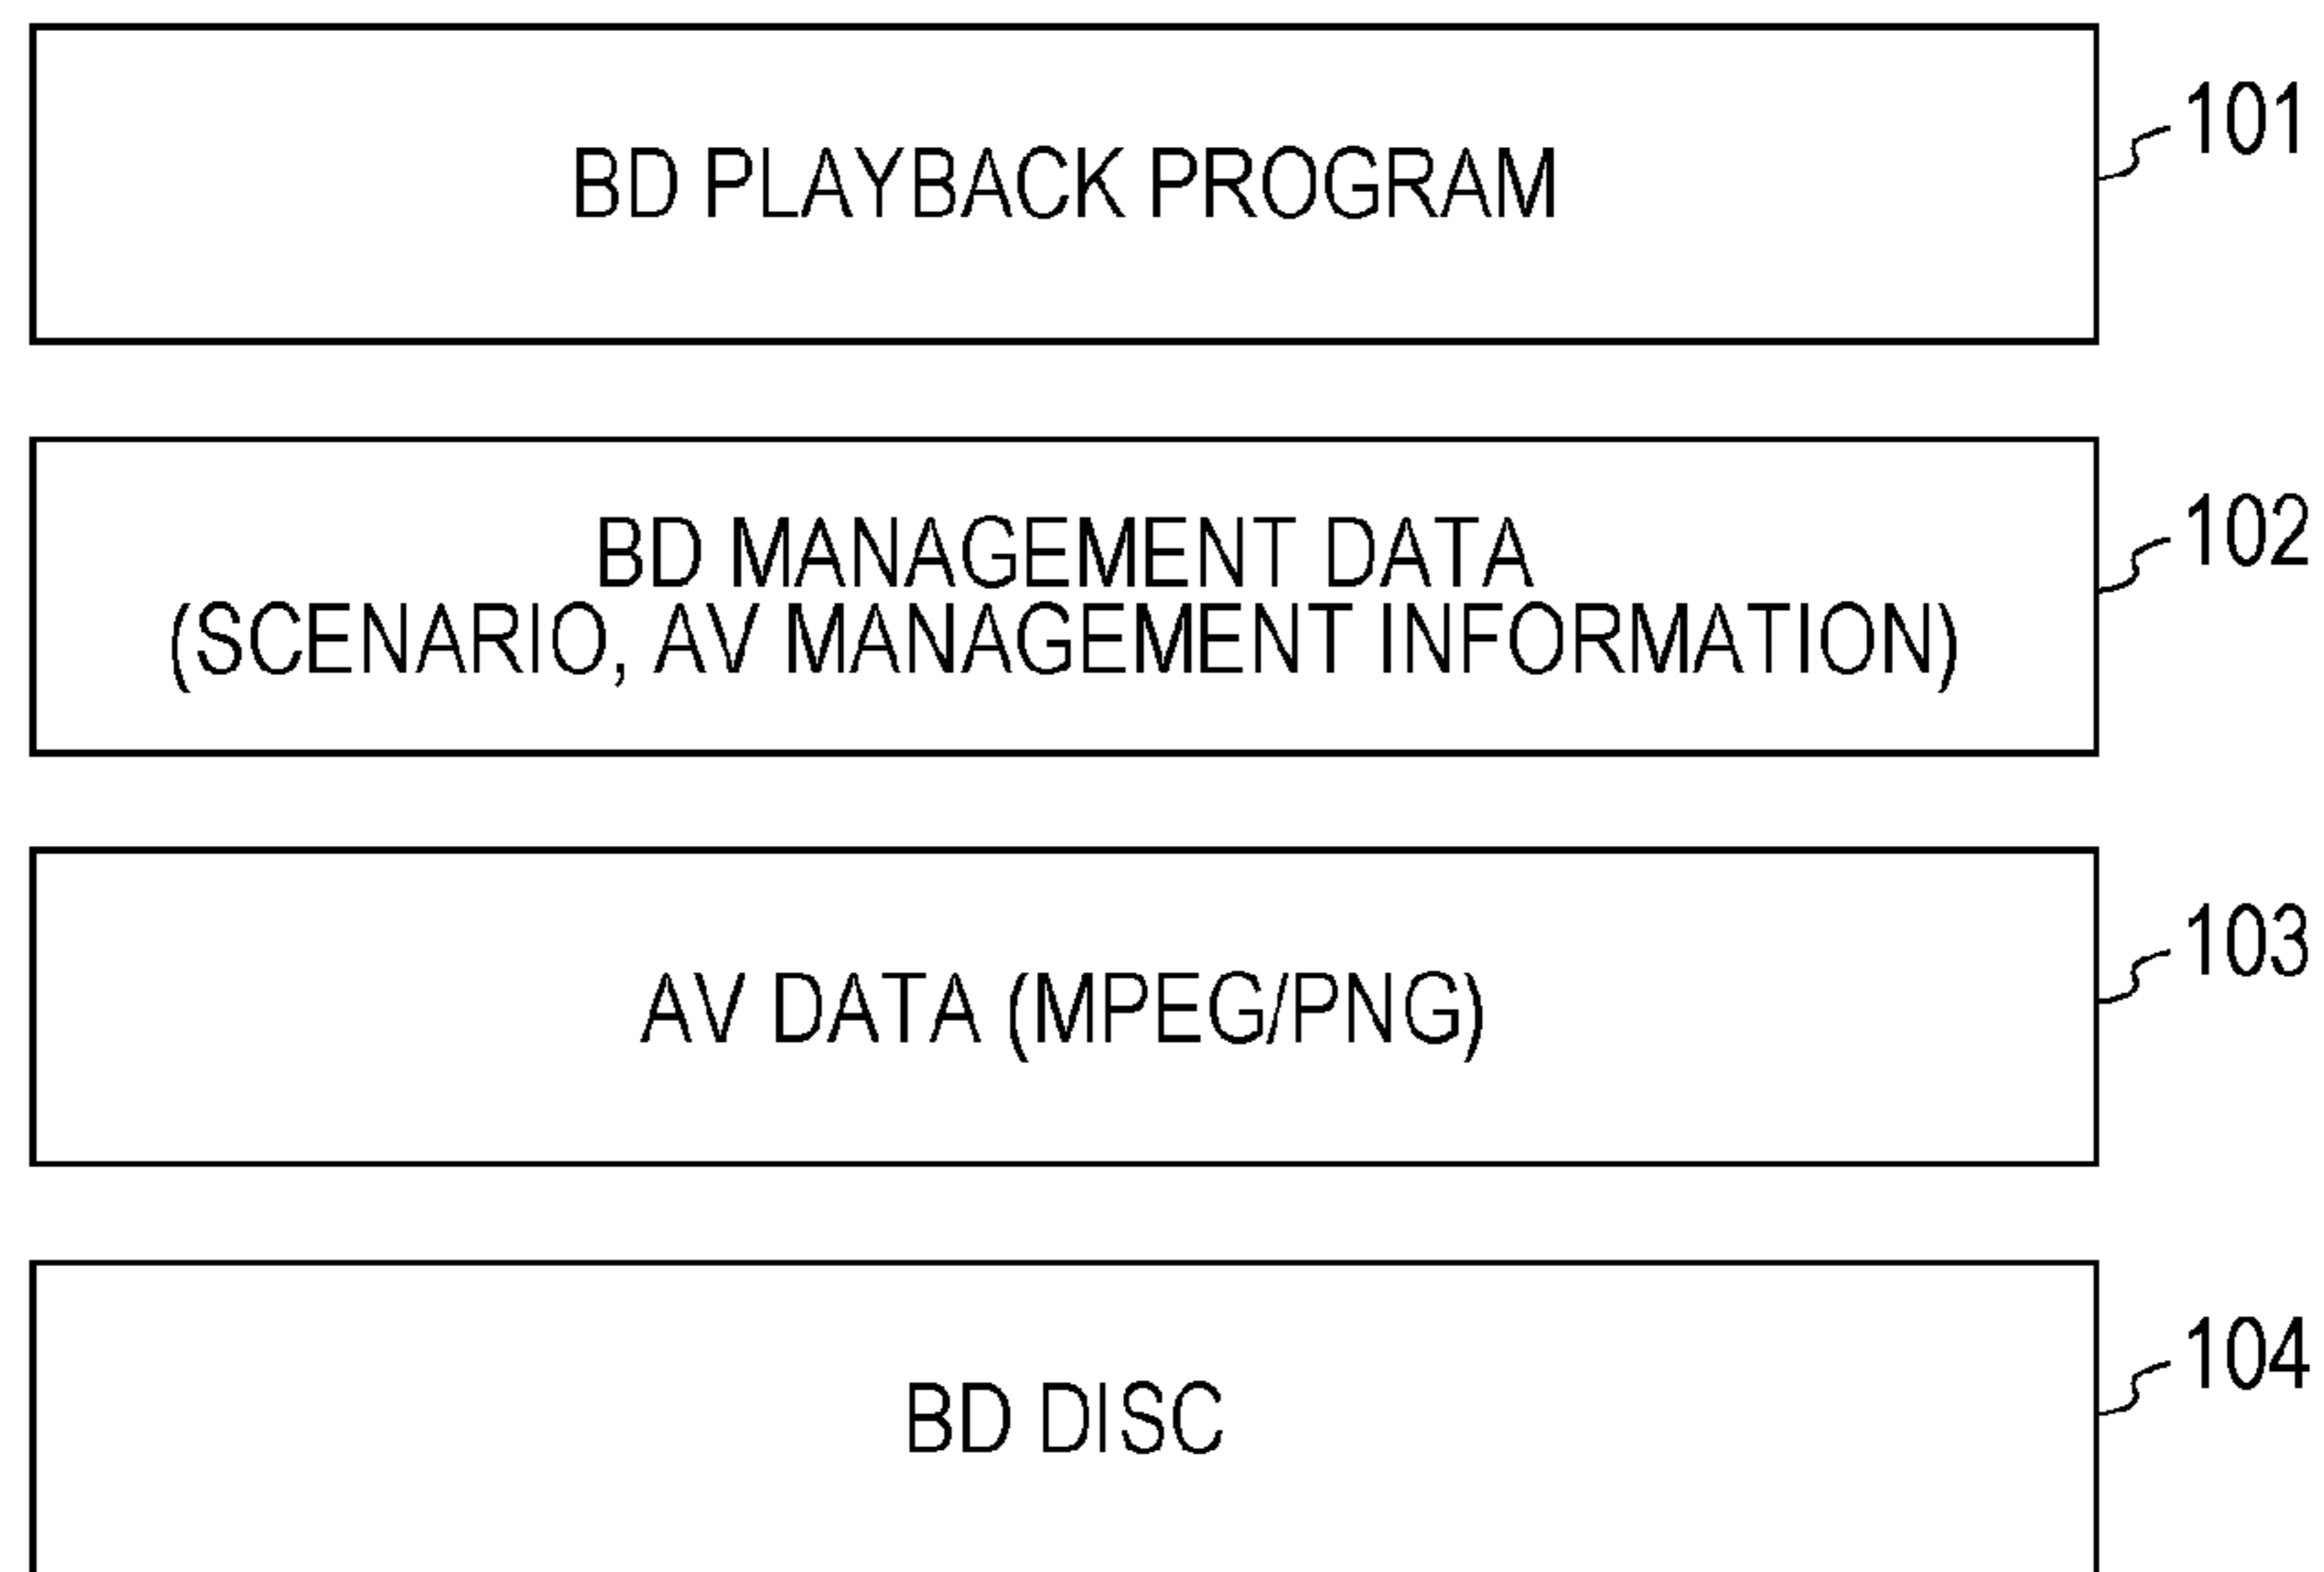 BD PLAYBACK PROGRAM
101
BD MANAGEMENT DATA
(SCENARIO, AV MANAGEMENT INFORMATION)
102
AV DATA (MPEG/PNG)
103
BD DISC
104